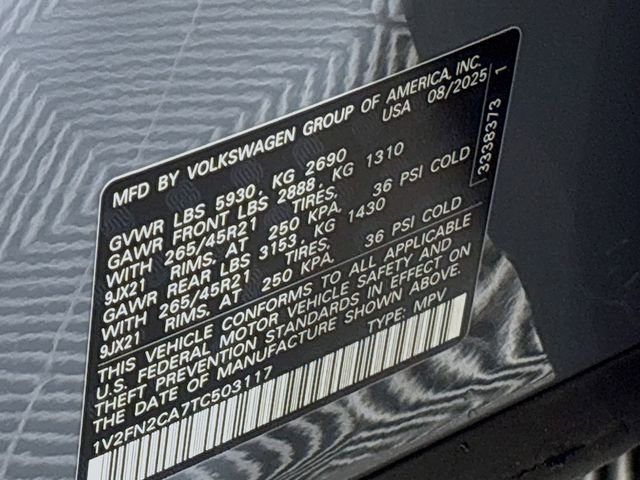 MFD BY VOLKSWAGEN GROUP OF AMERICA, INC.
USA 08/2025
GVWR LBS 5930, KG 2690
GAWR FRONT LBS 2888, KG 1310
WITH 265/45R21 TIRES,
9JX21 RIMS, AT 250 KPA, 36 PSI COLD
GAWR REAR LBS 3153, KG 1430
WITH 265/45R21 TIRES,
9JX21 RIMS, AT 250 KPA, 36 PSI COLD
THIS VEHICLE CONFORMS TO ALL APPLICABLE
U.S. FEDERAL MOTOR VEHICLE SAFETY AND
THEFT PREVENTION STANDARDS IN EFFECT ON
THE DATE OF MANUFACTURE SHOWN ABOVE.
1V2FN2CA7TC503117 TYPE: MPV
3338373 1